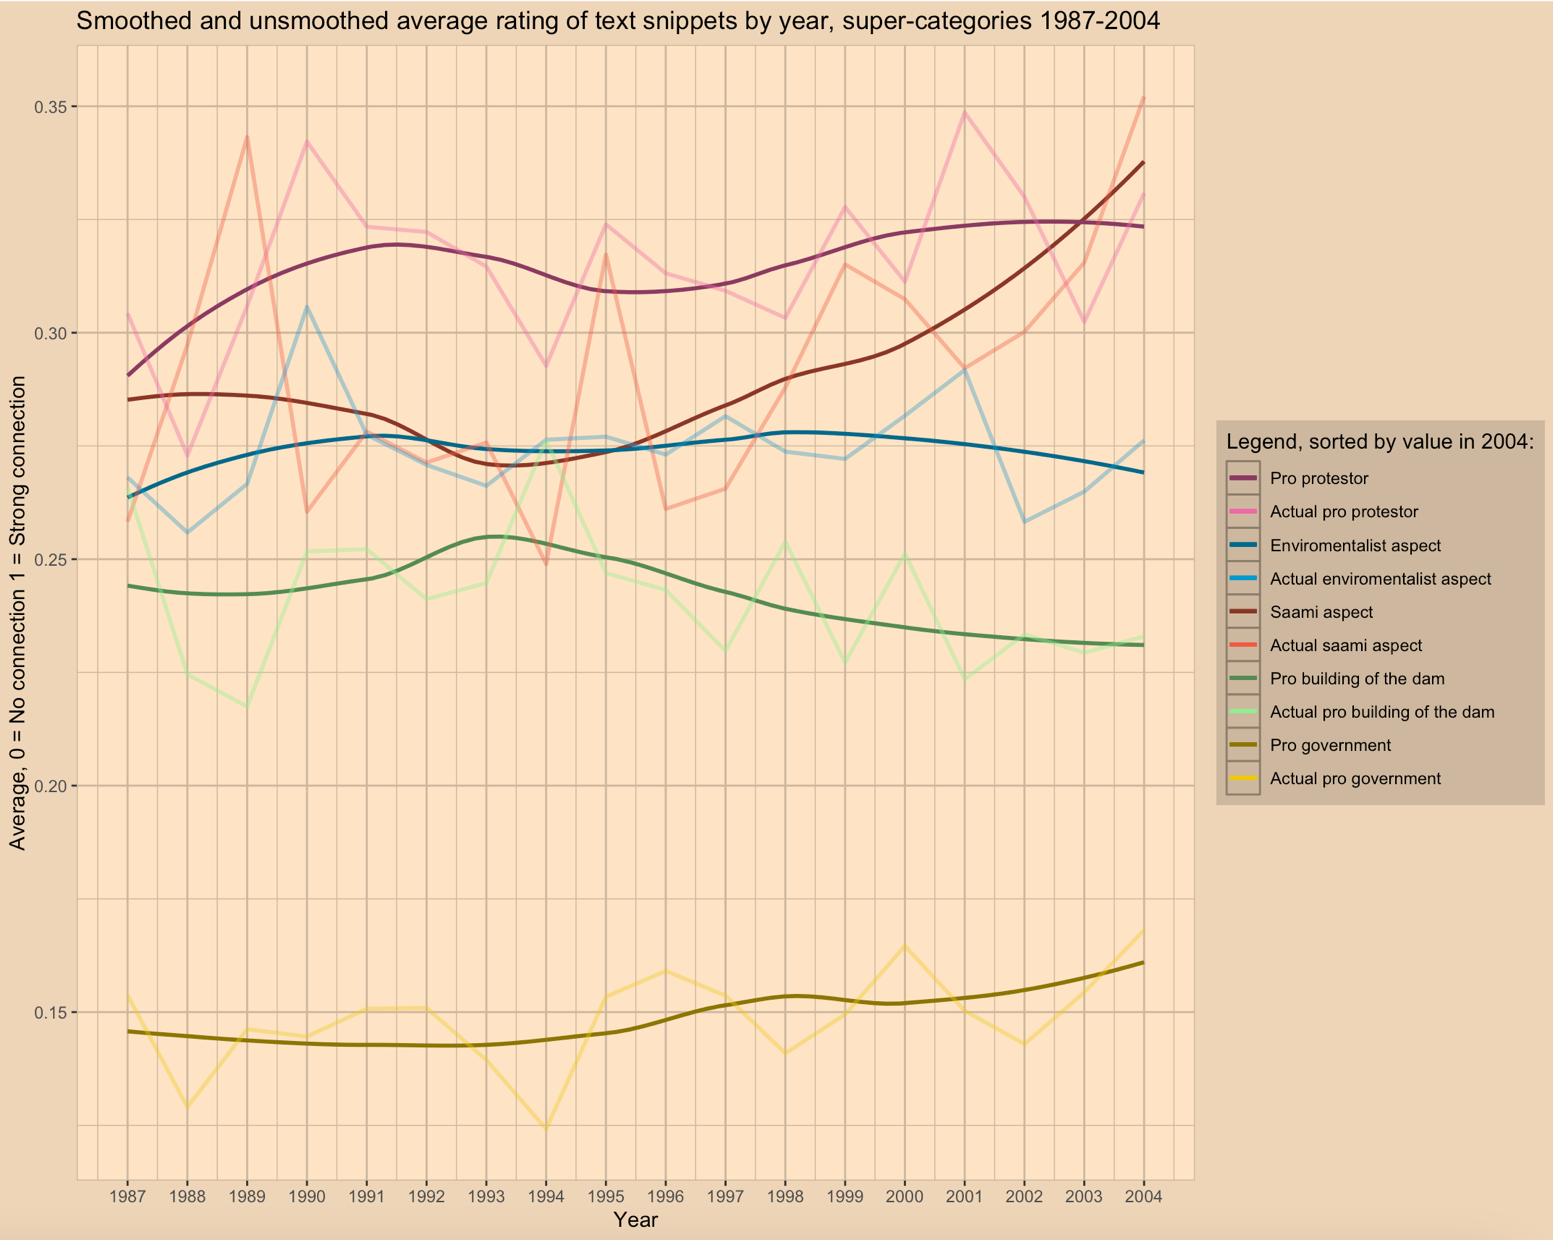 Smoothed and unsmoothed average rating of text snippets by year, super-categories 1987-2004
Average, 0 = No connection 1 = Strong connection
0.35
0.30
0.25
0.20
0.15
1987 1988 1989 1990 1991 1992 1993 1994 1995 1996 1997 1998 1999 2000 2001 2002 2003 2004
Year
Legend, sorted by value in 2004:
Pro protestor
Actual pro protestor
Enviromentalist aspect
Actual enviromentalist aspect
Saami aspect
Actual saami aspect
Pro building of the dam
Actual pro building of the dam
Pro government
Actual pro government